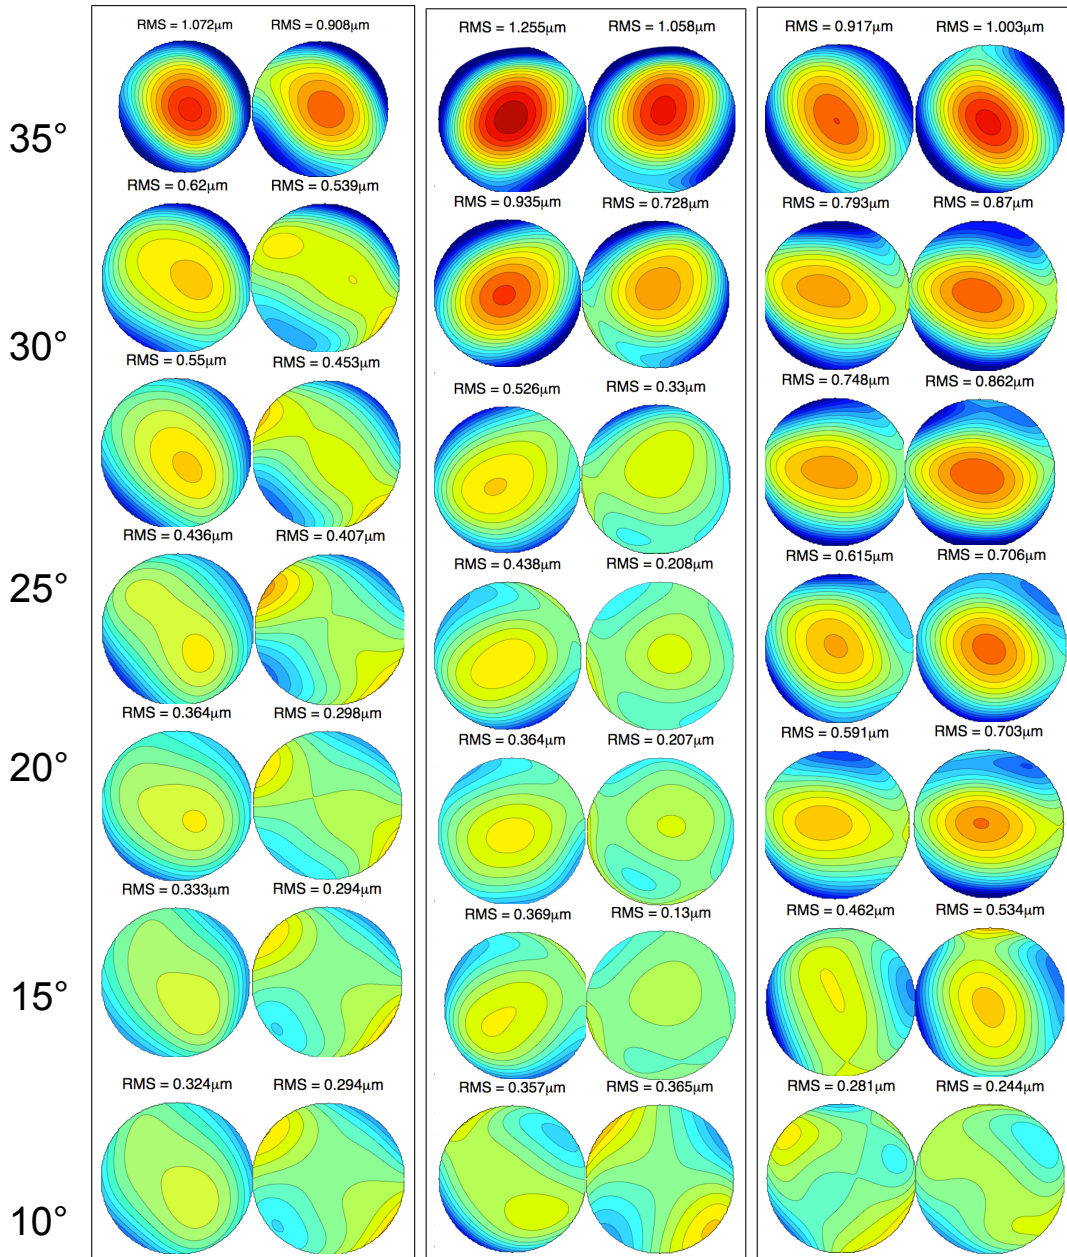 RMS = 1.072μm RMS = 0.908μm RMS = 1.255μm RMS = 1.058μm RMS = 0.917μm RMS = 1.003μm
35°
RMS = 0.62μm RMS = 0.539μm RMS = 0.935μm RMS = 0.728μm RMS = 0.793μm RMS = 0.87μm
30°
RMS = 0.55μm RMS = 0.453μm RMS = 0.526μm RMS = 0.33μm RMS = 0.748μm RMS = 0.862μm
RMS = 0.436μm RMS = 0.407μm RMS = 0.438μm RMS = 0.208μm RMS = 0.615μm RMS = 0.706μm
25°
RMS = 0.364μm RMS = 0.298μm RMS = 0.364μm RMS = 0.207μm RMS = 0.591μm RMS = 0.703μm
20°
RMS = 0.333μm RMS = 0.294μm RMS = 0.369μm RMS = 0.13μm RMS = 0.462μm RMS = 0.534μm
15°
RMS = 0.324μm RMS = 0.294μm RMS = 0.357μm RMS = 0.365μm RMS = 0.281μm RMS = 0.244μm
10°